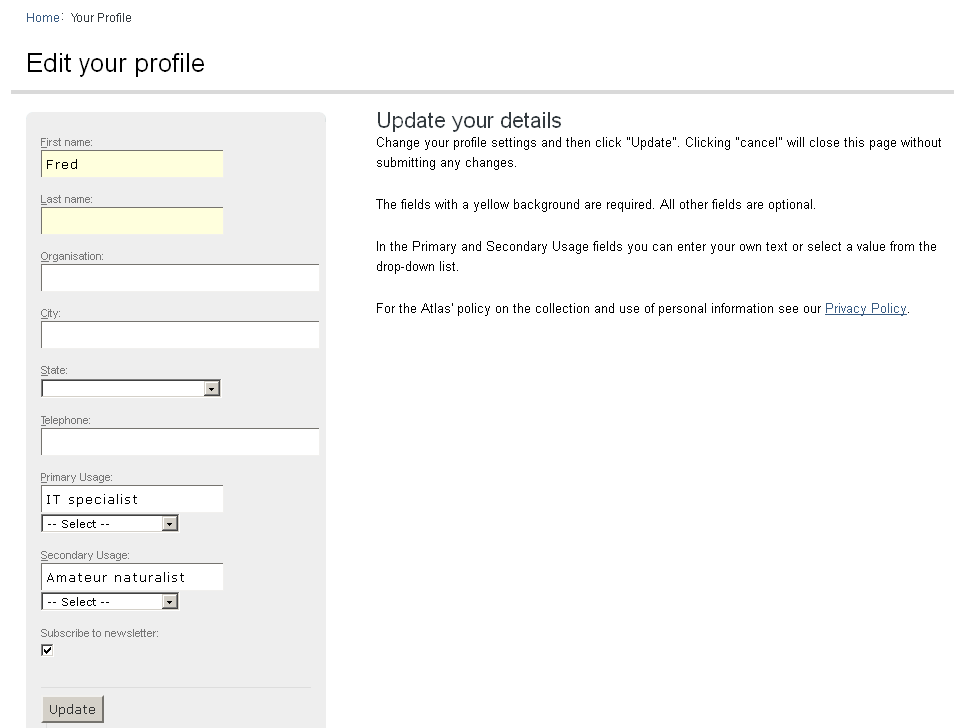 Home: Your Profile
Edit your profile
First name:
Fred
Last name:
Organisation:
City:
State:
Telephone:
Primary Usage:
IT specialist
-- Select --
Secondary Usage:
Amateur naturalist
-- Select --
Subscribe to newsletter:
Update
Update your details
Change your profile settings and then click "Update". Clicking "cancel" will close this page without
submitting any changes.
The fields with a yellow background are required. All other fields are optional.
In the Primary and Secondary Usage fields you can enter your own text or select a value from the
drop-down list.
For the Atlas' policy on the collection and use of personal information see our Privacy Policy.